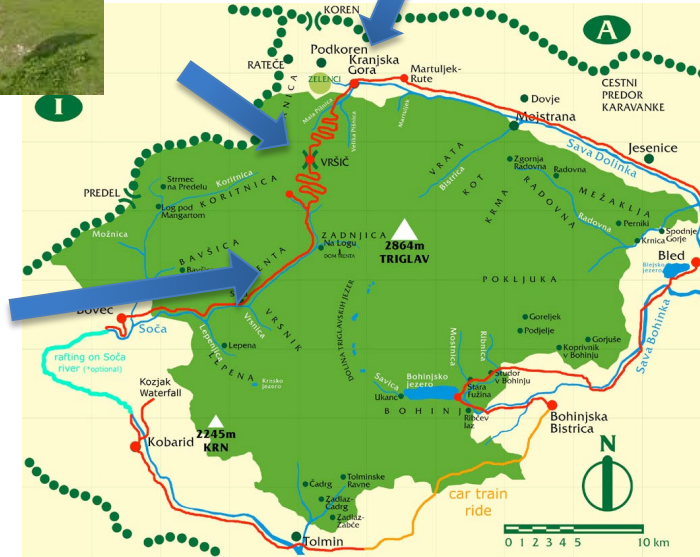 KOREN
A
Podkoren
Kranjska
Gora
RATEČE
ZELENCI
Martuljek-
Rute
CESTNI
PREDOR
KARAVANKE
I
Mala Pišnica
Velika Pišnica
Martuljek
Dovje
Mojstrana
Jesenice
Sava Dolinka
VRŠIČ
VRATA
Bistrica
KOT
KRMA
Zgornja
Radovna
Radovna
RADOVNA
MEŽAKLJA
Radovna
Perniki
Spodnje
Gorje
Krnica
Bled
Blejsko
jezero
Strmec
na Predelu
Koritnica
KORITNICA
PREDEL
Log pod
Mangartom
Možnica
ZADNJICA
Na Logu
DOM TRENTA
2864m
TRIGLAV
BAVŠICA
POKLJUKA
Soča
Vrsnica
VRSNIK
Lepenca
Lepena
LEPENA
Krnsko
Jezero
DOLINA TRIGLAVSKIH JEZER
Goreljek
Podjelje
Gorjuše
Koprivnik
v Bohinju
Sava Bohinka
Mostnica
Ribnica
Studor
v Bohinju
Stara
Fužina
Savica
Bohinjsko
jezero
Ukanc
BOHINJ
Ribčev
laz
Bohinjska
Bistrica
rafting on Soča
river (*optional)
Kozjak
Waterfall
Kobarid
2245m
KRN
Čadrg
Tolminske
Ravne
Zadlaz-
Čadrg
Zadlaz-
Žabče
Tolmin
car train
ride
N
0 1 2 3 4 5 10 km